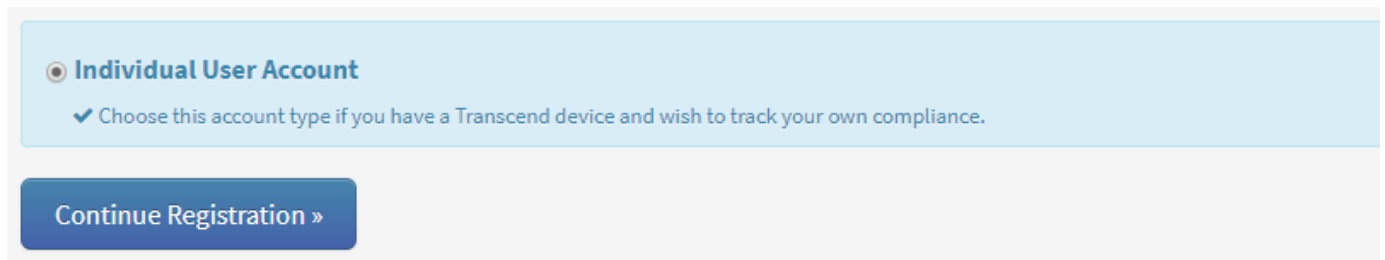 Individual User Account
✔ Choose this account type if you have a Transcend device and wish to track your own compliance.
Continue Registration »